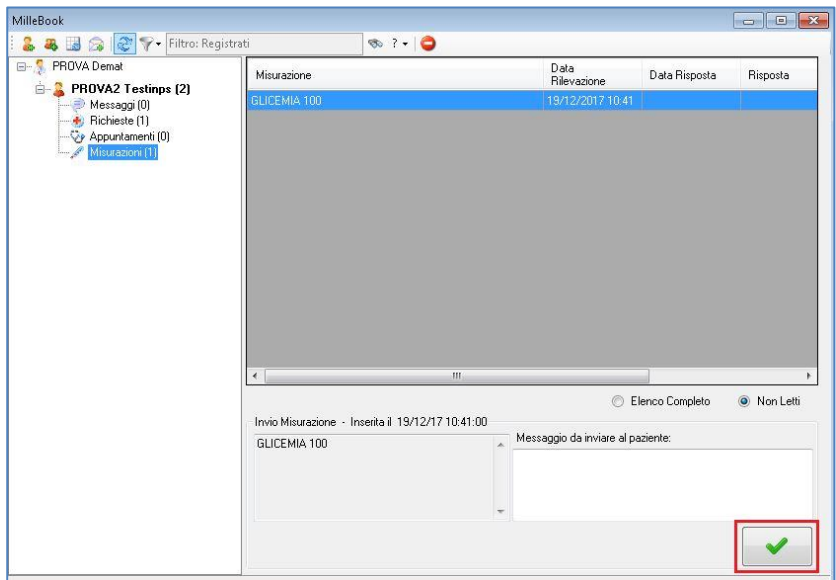 MilleBook
Filtro: Registrati
?
PROVA Demat
PROVA2 Testinps (2)
Messaggi (0)
Richieste (1)
Appuntamenti (0)
Misurazioni (1)
Misurazione Data Rilevazione Data Risposta Risposta
GLICEMIA 100 19/12/2017 10:41
Elenco Completo Non Letti
Invio Misurazione - Inserita il 19/12/17 10:41:00
GLICEMIA 100
Messaggio da inviare al paziente: